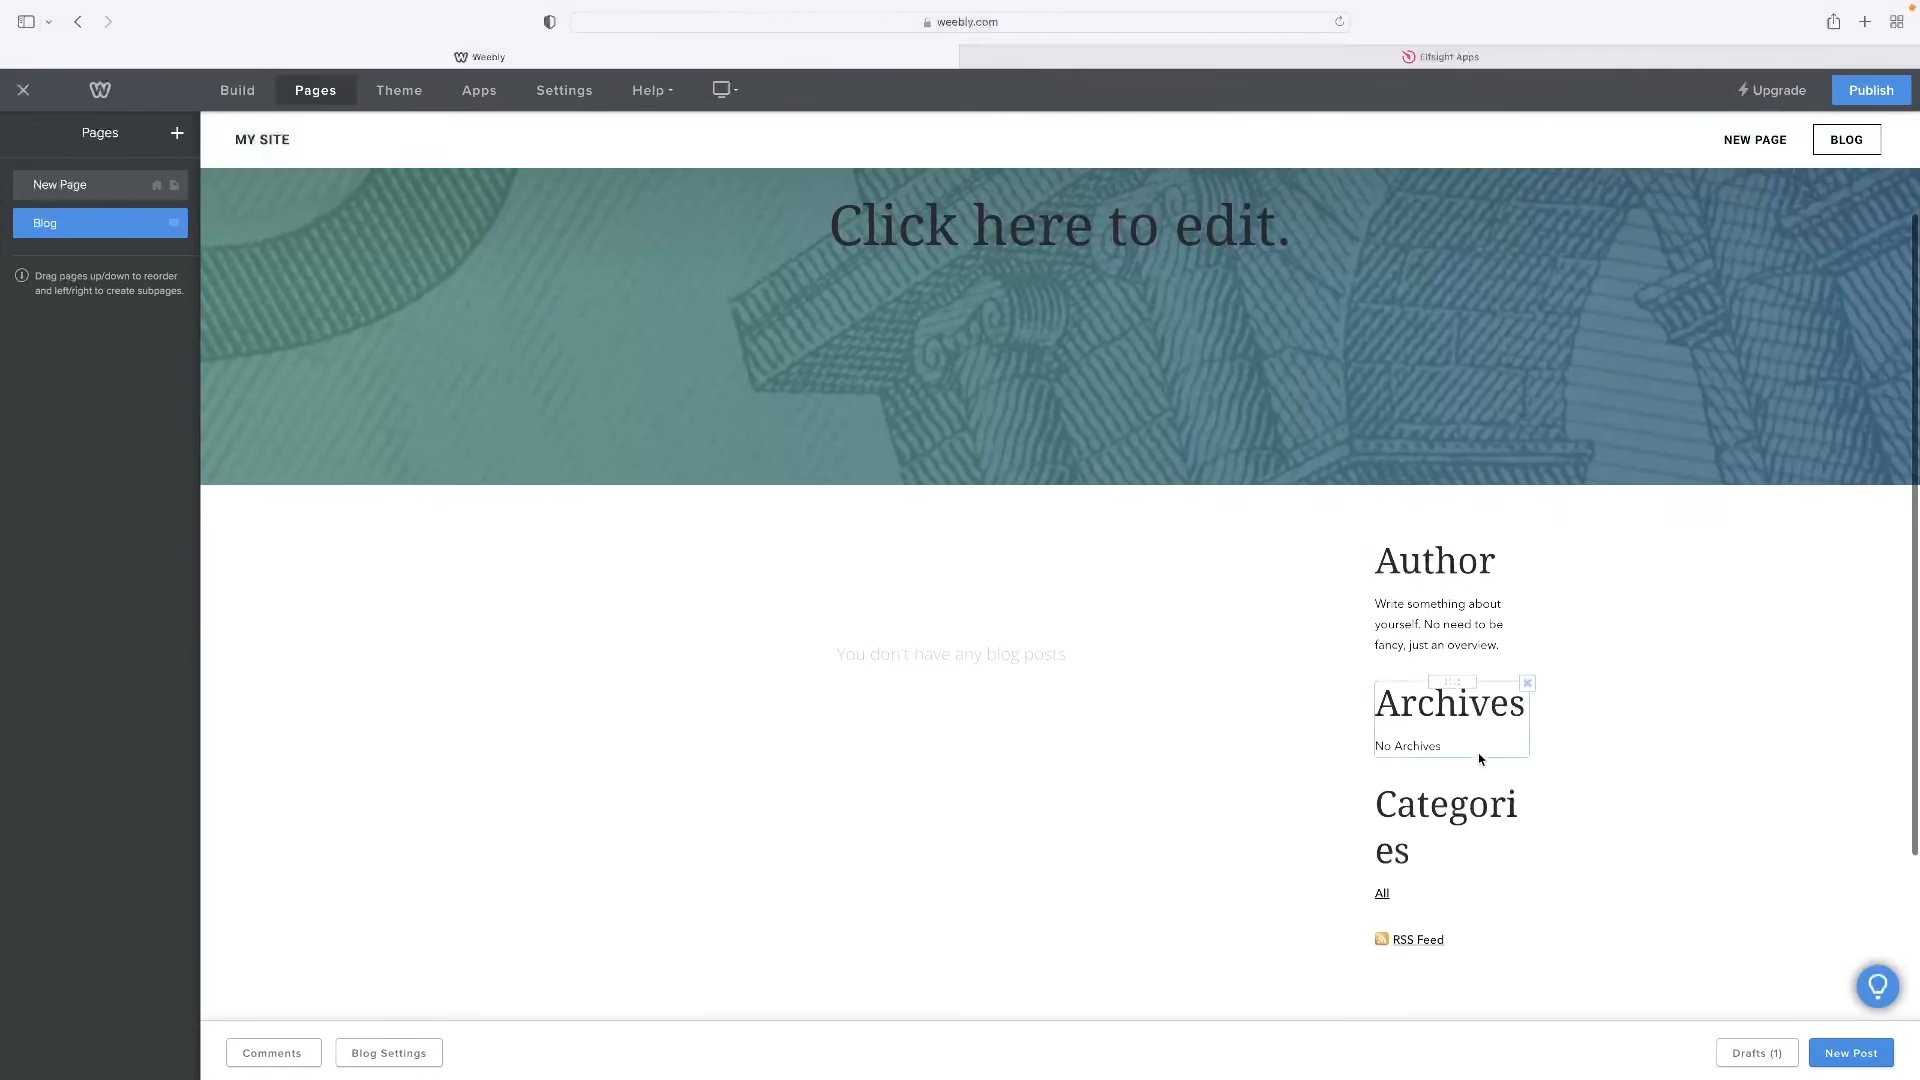 weebly.com
Weebly
Elfsight Apps
Build
Pages
Theme
Apps
Settings
Help
Upgrade
Publish
Pages
New Page
Blog
Drag pages up/down to reorder
and left/right to create subpages.
MY SITE
NEW PAGE
BLOG
Click here to edit.
You don't have any blog posts
Author
Write something about
yourself. No need to be
fancy, just an overview.
Archives
No Archives
Categori
es
All
RSS Feed
Comments
Blog Settings
Drafts (1)
New Post